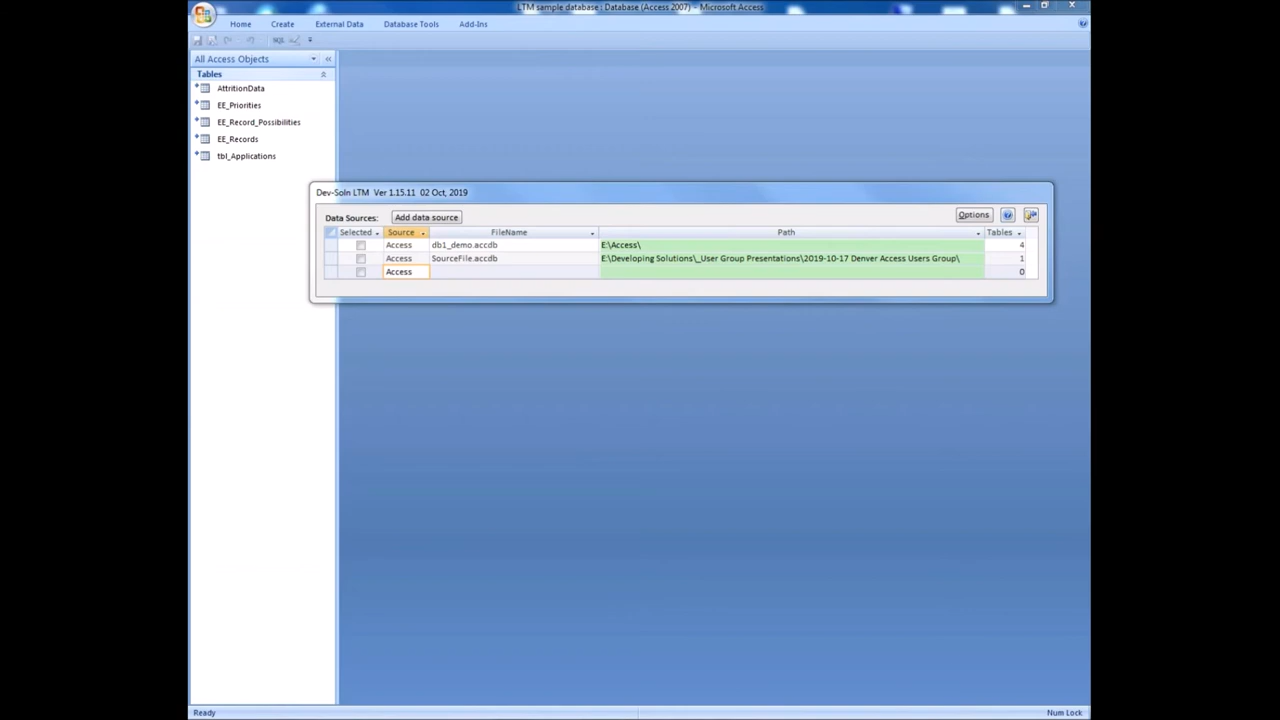 LTM sample database : Database (Access 2007) - Microsoft Access
Home Create External Data Database Tools Add-Ins
SQL
All Access Objects
Tables
AttritionData
EE_Priorities
EE_Record_Possibilities
EE_Records
tbl_Applications
Dev-Soln LTM Ver 1.15.11 02 Oct, 2019
Data Sources: Add data source Options
Selected Source FileName Path Tables
Access db1_demo.accdb E:\Access\ 4
Access SourceFile.accdb E:\Developing Solutions\_User Group Presentations\2019-10-17 Denver Access Users Group\ 1
Access 0
Ready Num Lock